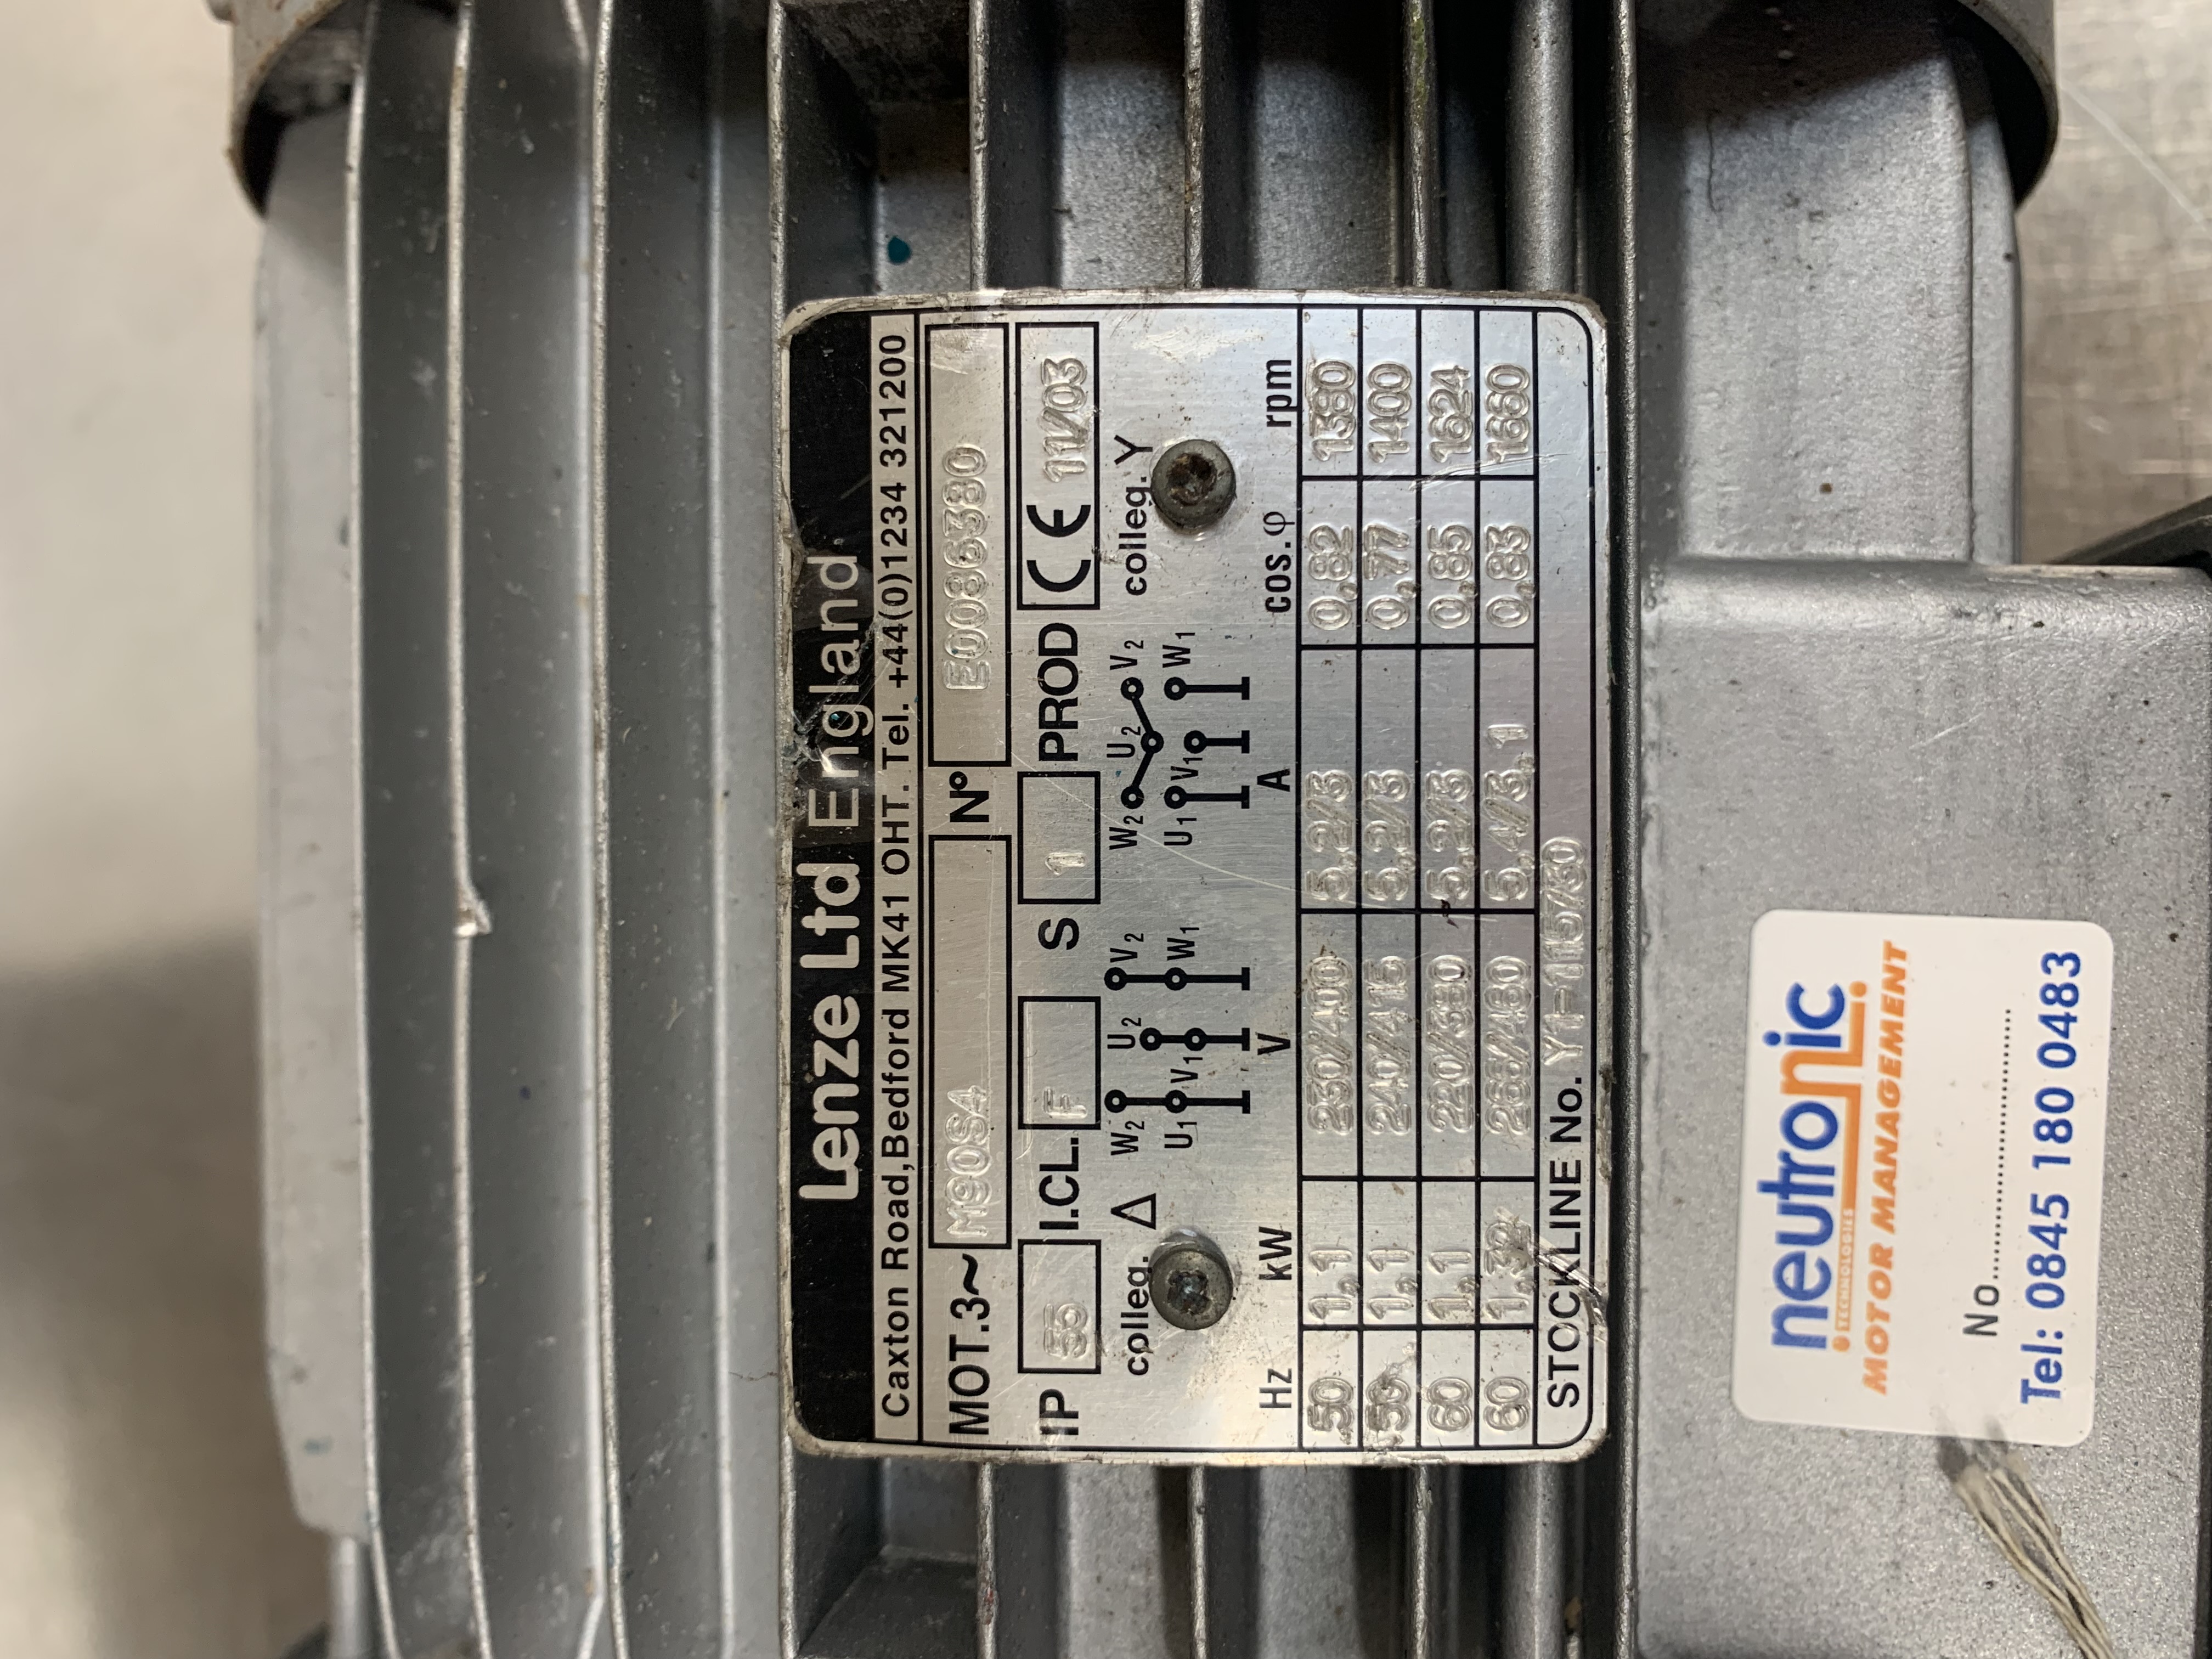 Lenze Ltd England
Caxton Road,Bedford MK41 OHT. Tel. +44(0)1234 321200
MOT.3~ M90S4 Nº E0086380
IP 55 I.CL. F S 1 PROD CE 11/03
colleg. Δ W2 U2 V2 U1 V1 W1 W2 U2 V2 U1 V1 W1 colleg. Y
Hz kW V A cos.φ rpm
50 1,1 230/400 5,2/3 0,82 1380
50 1,1 240/415 5,2/3 0,77 1400
60 1,1 220/380 5,2/3 0,85 1624
60 1,32 266/460 5,4/3,1 0,83 1660
STOCKLINE No. Y1-115/30
neutronic
TECHNOLOGIES
MOTOR MANAGEMENT
No
Tel: 0845 180 0483